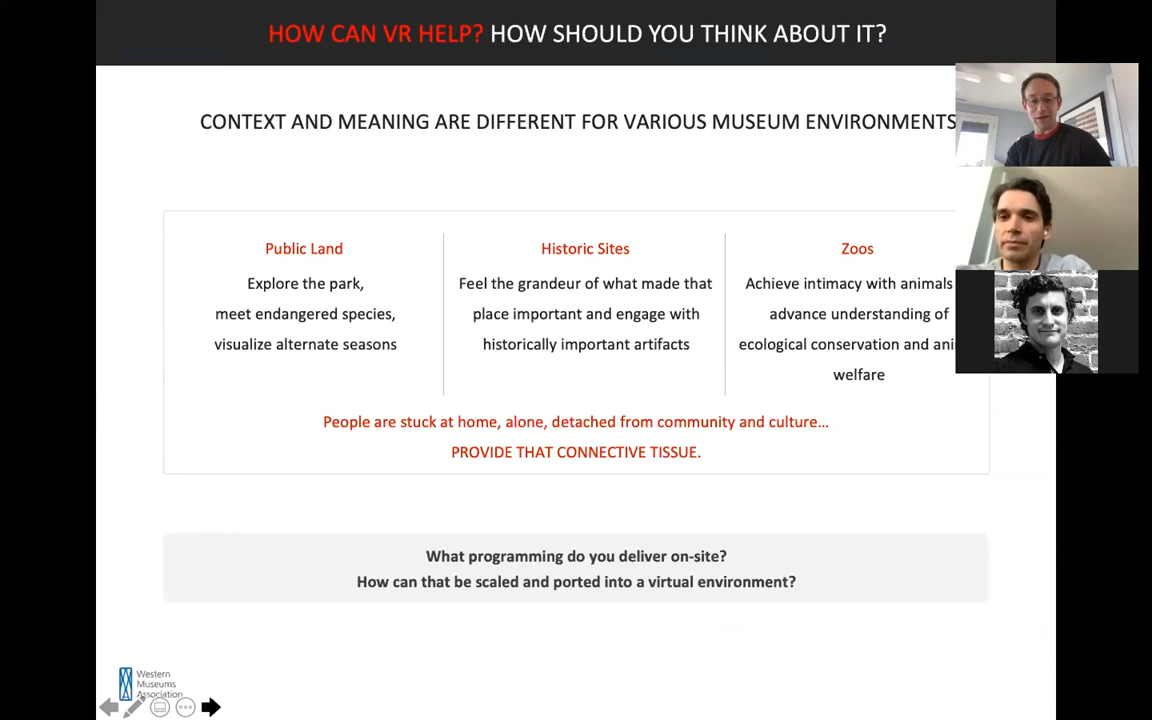 HOW CAN VR HELP? HOW SHOULD YOU THINK ABOUT IT?
CONTEXT AND MEANING ARE DIFFERENT FOR VARIOUS MUSEUM ENVIRONMENTS
Public Land
Explore the park,
meet endangered species,
visualize alternate seasons
Historic Sites
Feel the grandeur of what made that
place important and engage with
historically important artifacts
Zoos
Achieve intimacy with animals
advance understanding of
ecological conservation and
welfare
People are stuck at home, alone, detached from community and culture...
PROVIDE THAT CONNECTIVE TISSUE.
What programming do you deliver on-site?
How can that be scaled and ported into a virtual environment?
Western
Museums
Association